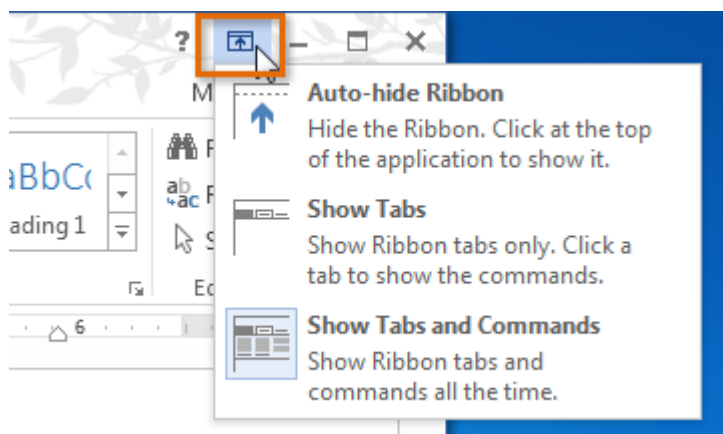 ?
M
Auto-hide Ribbon
Hide the Ribbon. Click at the top
of the application to show it.
aBbC
ading 1
ab
ac
F
F
S
Show Tabs
Show Ribbon tabs only. Click a
tab to show the commands.
Show Tabs and Commands
Show Ribbon tabs and
commands all the time.
6